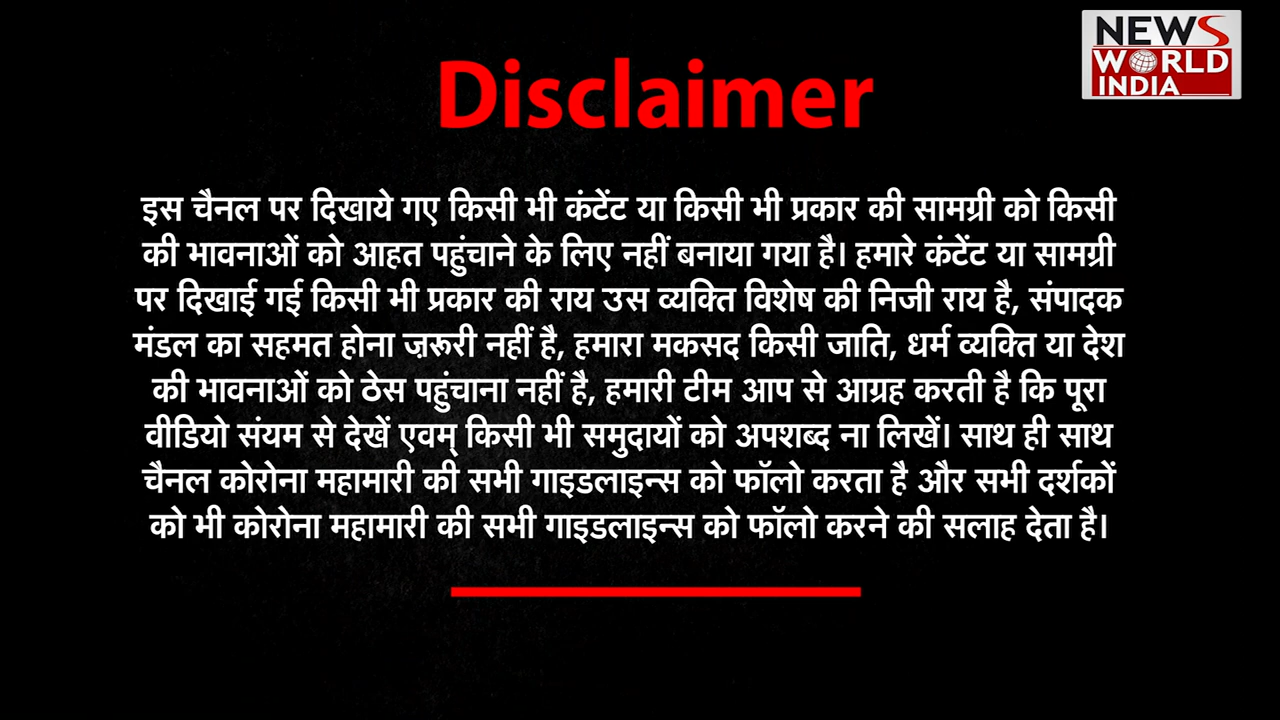 NEWS
WORLD
INDIA
Disclaimer
इस चैनल पर दिखाये गए किसी भी कंटेंट या किसी भी प्रकार की सामग्री को किसी
की भावनाओं को आहत पहुंचाने के लिए नहीं बनाया गया है। हमारे कंटेंट या सामग्री
पर दिखाई गई किसी भी प्रकार की राय उस व्यक्ति विशेष की निजी राय है, संपादक
मंडल का सहमत होना ज़रूरी नहीं है, हमारा मकसद किसी जाति, धर्म व्यक्ति या देश
की भावनाओं को ठेस पहुंचाना नहीं है, हमारी टीम आप से आग्रह करती है कि पूरा
वीडियो संयम से देखें एवम् किसी भी समुदायों को अपशब्द ना लिखें। साथ ही साथ
चैनल कोरोना महामारी की सभी गाइडलाइन्स को फॉलो करता है और सभी दर्शकों
को भी कोरोना महामारी की सभी गाइडलाइन्स को फॉलो करने की सलाह देता है।